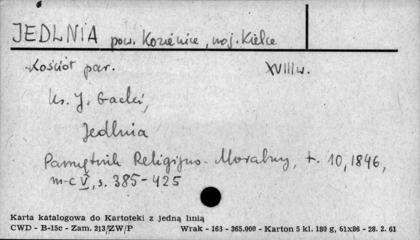 JEDLNIA pow. Kozienice, woj. Kielce
Kościół par. XVIII w.
ks. J. Gacki,
Jedlnia
Pamiętnik Religijno-Moralny, t. 10, 1846,
m-c V, s. 385-425
Karta katalogowa do Kartoteki z jedną linią
CWD - B-15c - Zam. 213/ZW/P Wrak - 163 - 365.000 - Karton 5 kl. 180 g, 61x86 - 28. 2. 61